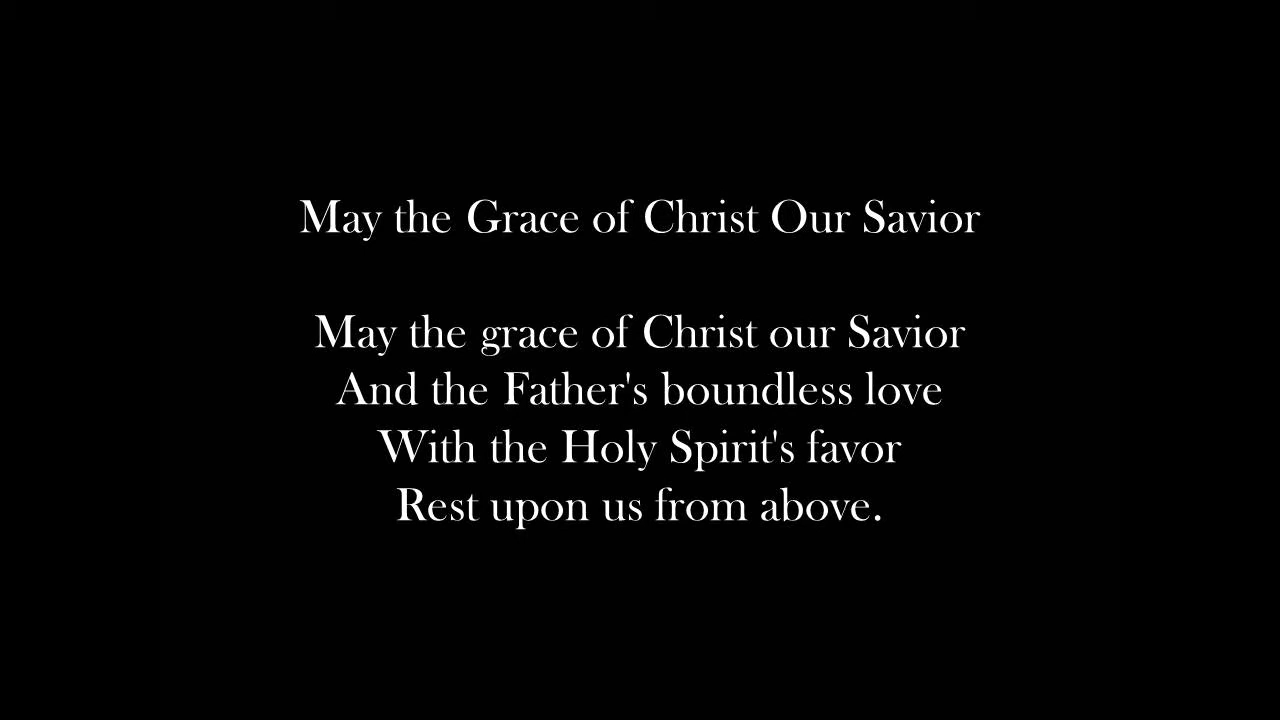 May the Grace of Christ Our Savior
May the grace of Christ our Savior
And the Father's boundless love
With the Holy Spirit's favor
Rest upon us from above.